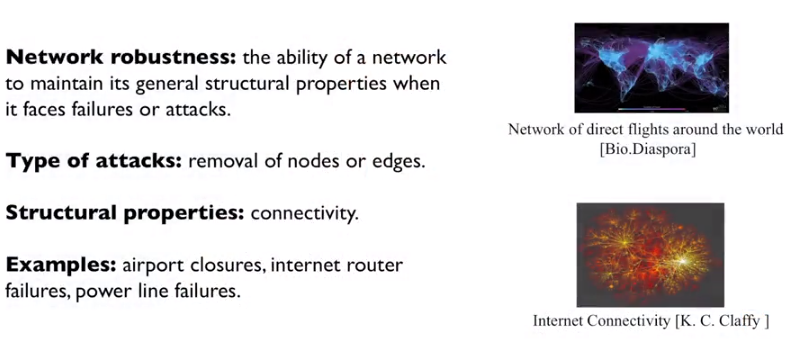 Network robustness: the ability of a network
to maintain its general structural properties when
it faces failures or attacks.
Type of attacks: removal of nodes or edges.
Structural properties: connectivity.
Examples: airport closures, internet router
failures, power line failures.
Network of direct flights around the world
[Bio.Diaspora]
Internet Connectivity [K. C. Claffy ]